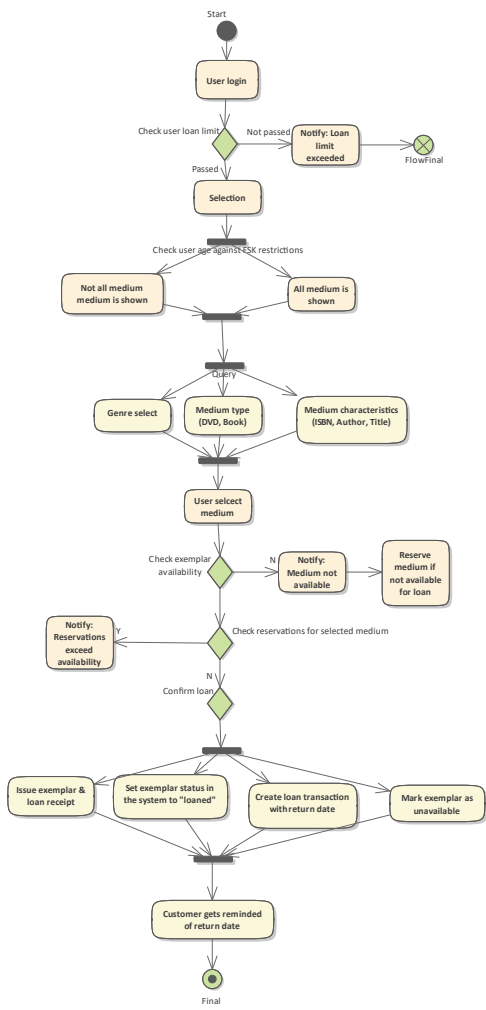 Start
User login
Check user loan limit
Not passed
Notify: Loan
limit
exceeded
FlowFinal
Passed
Selection
Check user age against FSK restrictions
Not all medium
medium is shown
All medium is
shown
Query
Genre select
Medium type
(DVD, Book)
Medium characteristics
(ISBN, Author, Title)
User selcect
medium
Check exemplar
availability
N
Notify:
Medium not
available
Reserve
medium if
not available
for loan
Check reservations for selected medium
Y
Notify:
Reservations
exceed
availability
N
Confirm loan
Issue exemplar &
loan receipt
Set exemplar status in
the system to "loaned"
Create loan transaction
with return date
Mark exemplar as
unavailable
Customer gets reminded
of return date
Final